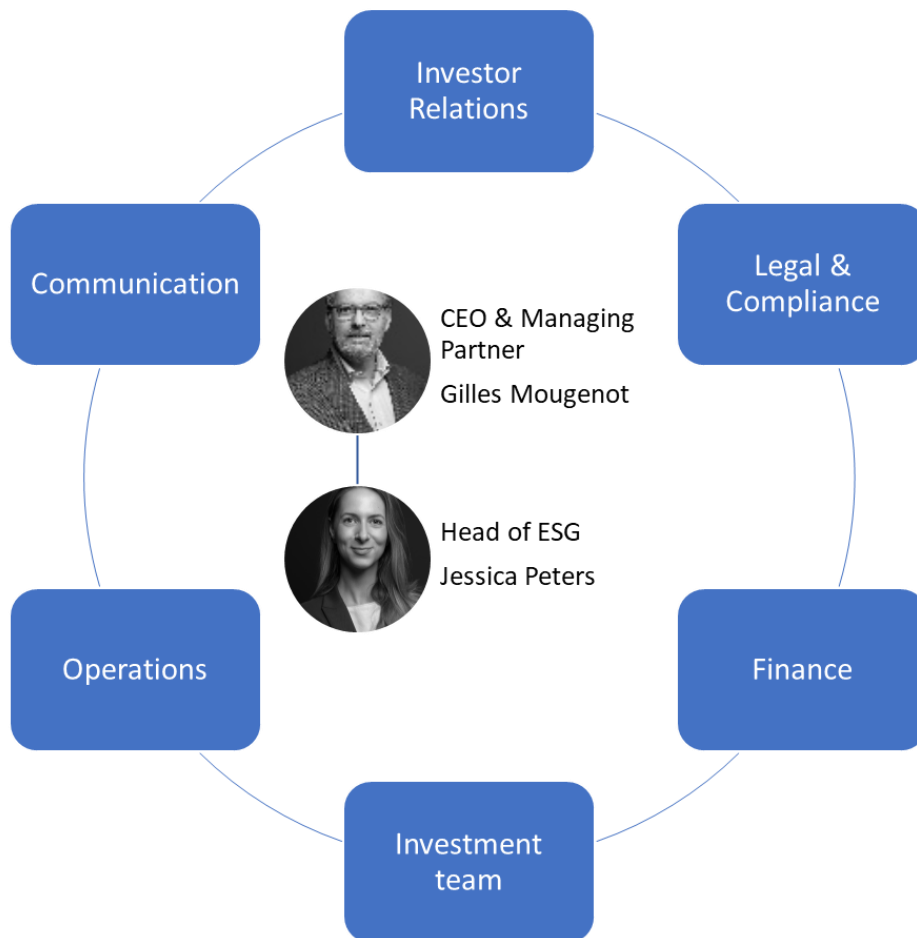 Investor
Relations
Communication
Legal &
Compliance
CEO & Managing
Partner
Gilles Mougenot
Head of ESG
Jessica Peters
Operations
Finance
Investment
team